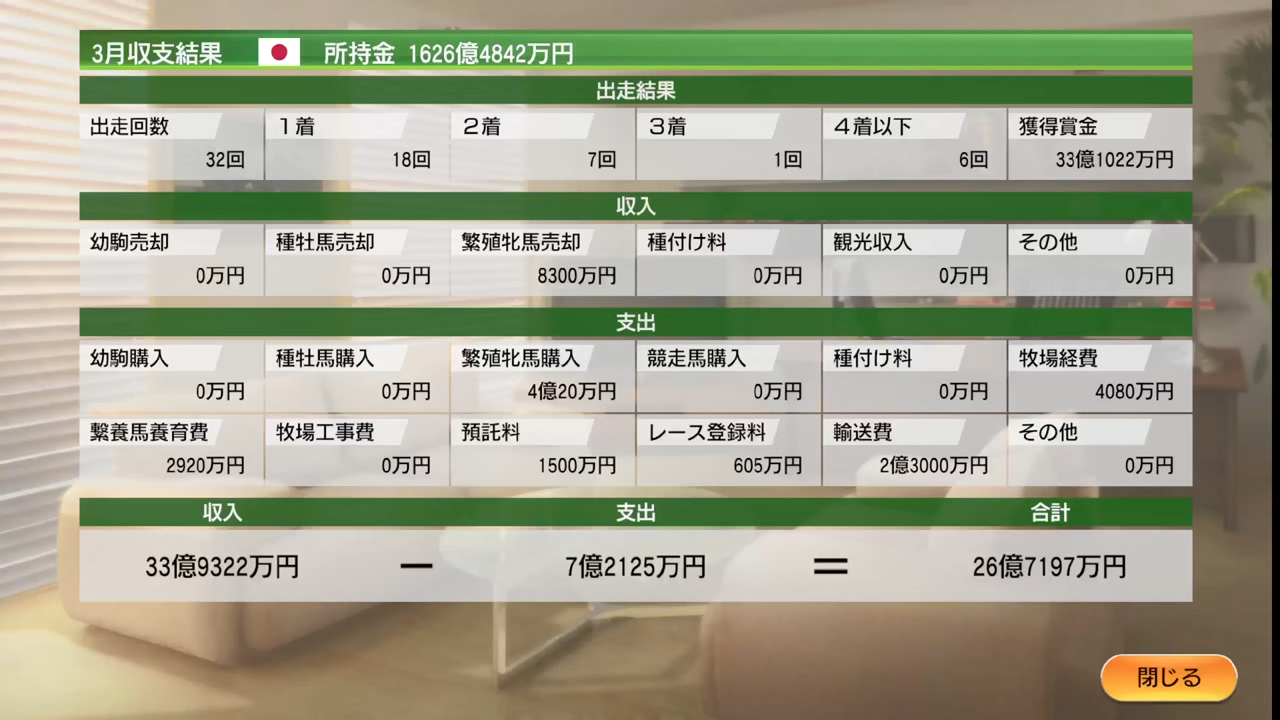 3月収支結果 所持金 1626億4842万円
出走結果
出走回数 1着 2着 3着 4着以下 獲得賞金
32回 18回 7回 1回 6回 33億1022万円
収入
幼駒売却 種牡馬売却 繁殖牝馬売却 種付け料 観光収入 その他
0万円 0万円 8300万円 0万円 0万円 0万円
支出
幼駒購入 種牡馬購入 繁殖牝馬購入 競走馬購入 種付け料 牧場経費
0万円 0万円 4億20万円 0万円 0万円 4080万円
繋養馬養育費 牧場工事費 預託料 レース登録料 輸送費 その他
2920万円 0万円 1500万円 605万円 2億3000万円 0万円
収入 支出 合計
33億9322万円 － 7億2125万円 ＝ 26億7197万円
閉じる